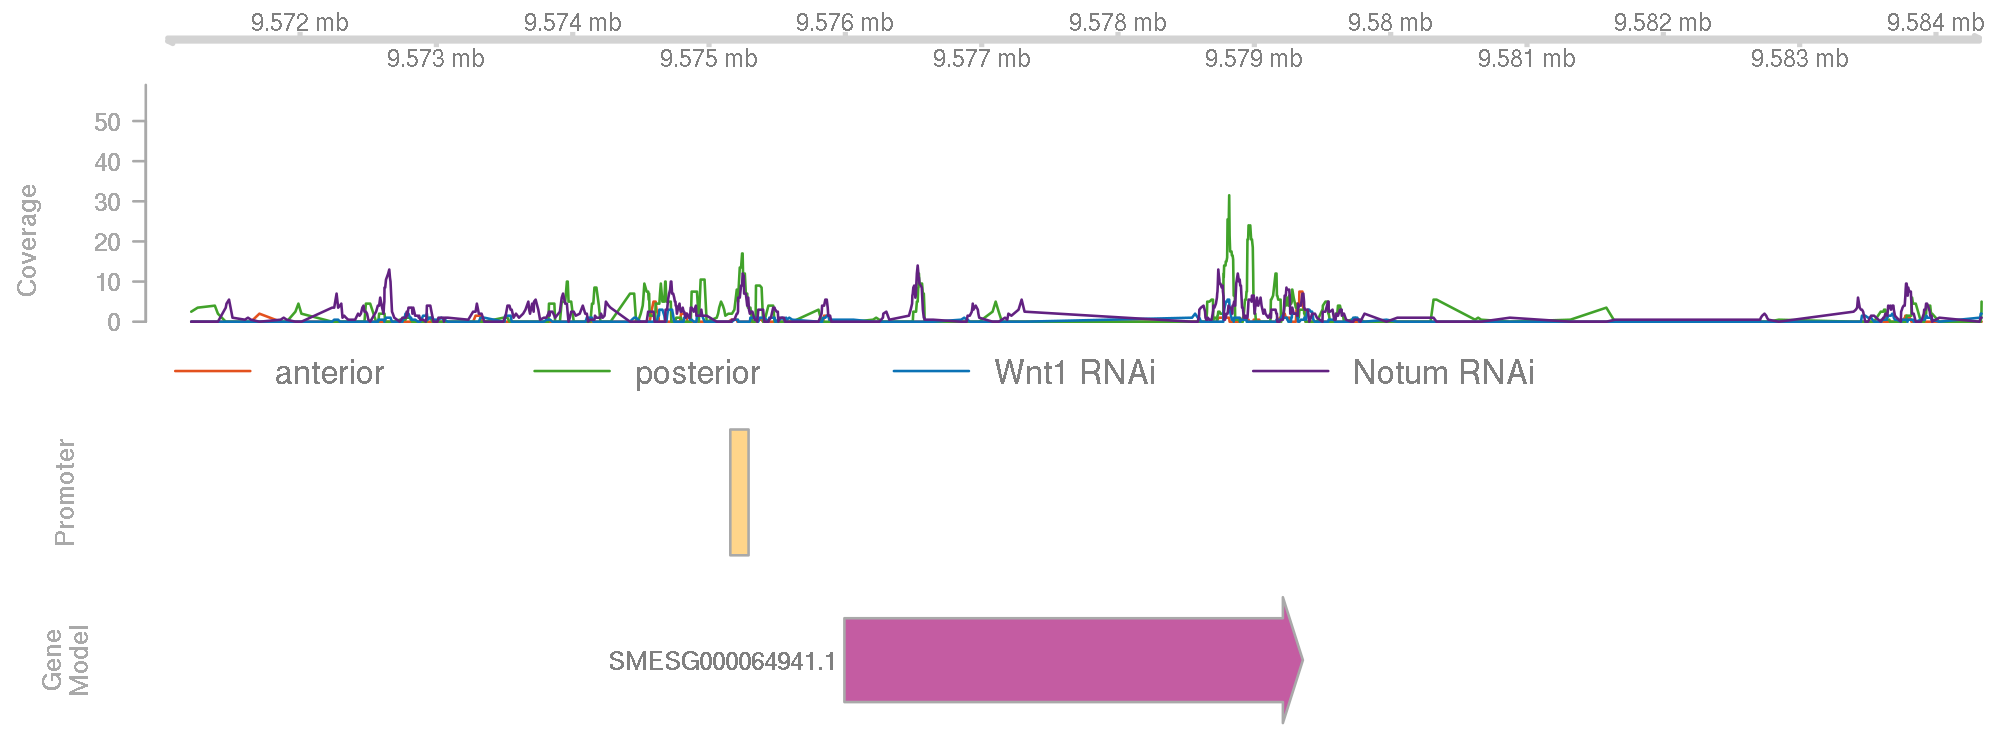 9.572 mb 9.574 mb 9.576 mb 9.578 mb 9.58 mb 9.582 mb 9.584 mb
9.573 mb 9.575 mb 9.577 mb 9.579 mb 9.581 mb 9.583 mb
Coverage
50
40
30
20
10
0
anterior posterior Wnt1 RNAi Notum RNAi
Promoter
Gene
Model
SMESG000064941.1